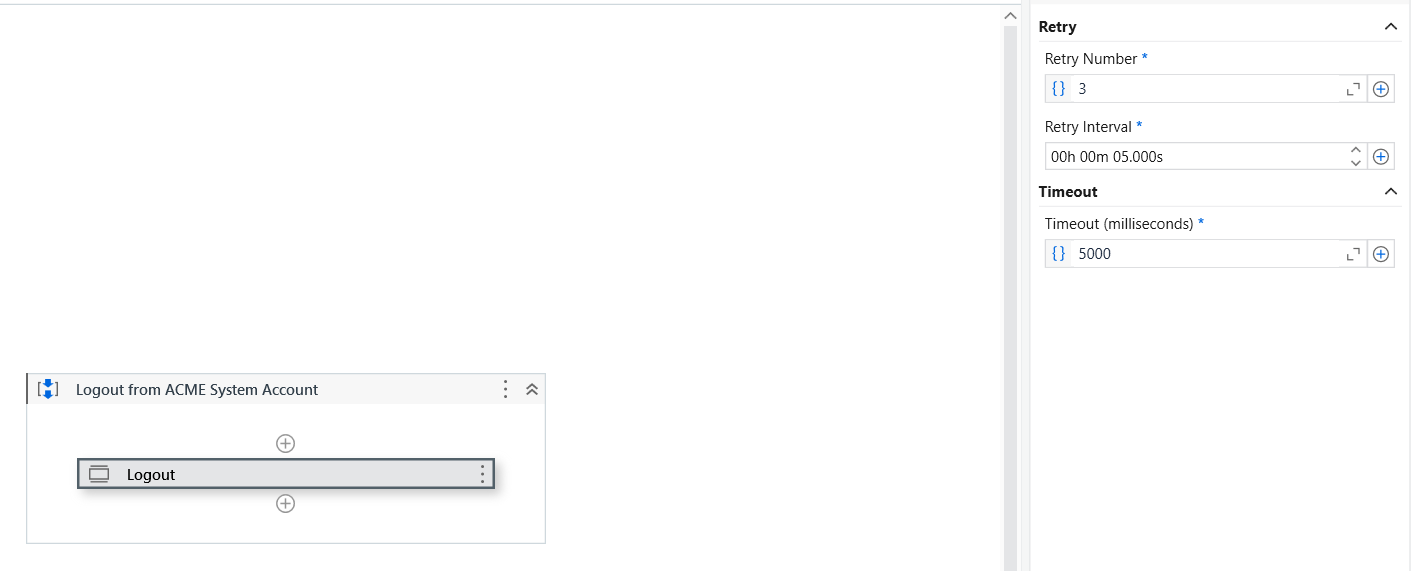 Logout from ACME System Account
Logout
Retry
Retry Number *
{} 3
Retry Interval *
00h 00m 05.000s
Timeout
Timeout (milliseconds) *
{} 5000